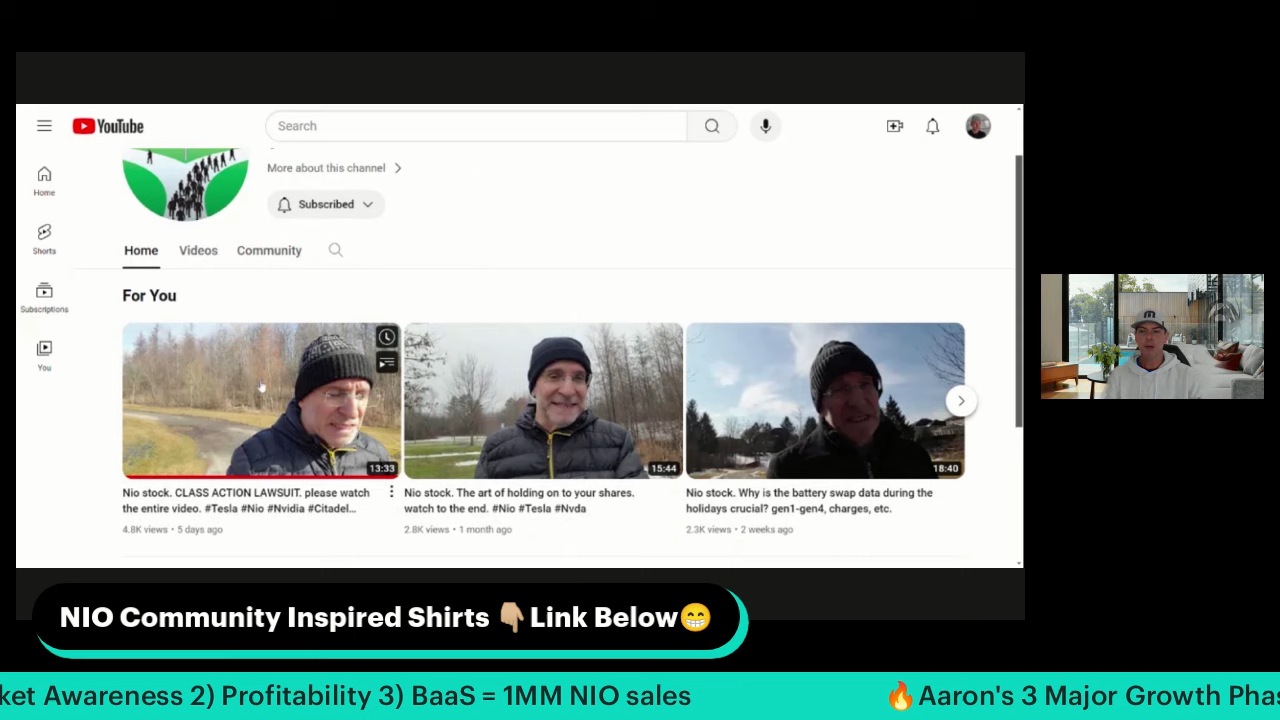 YouTube
Search
More about this channel
Subscribed
Home
Shorts
Subscriptions
You
Home Videos Community
For You
13:33
15:44
18:40
Nio stock. CLASS ACTION LAWSUIT. please watch
the entire video. #Tesla #Nio #Nvidia #Citadel...
4.8K views • 5 days ago
Nio stock. The art of holding on to your shares.
watch to the end. #Nio #Tesla #Nvda
2.8K views • 1 month ago
Nio stock. Why is the battery swap data during the
holidays crucial? gen1-gen4, charges, etc.
2.3K views • 2 weeks ago
NIO Community Inspired Shirts 👇🏼Link Below😁
ket Awareness 2) Profitability 3) BaaS = 1MM NIO sales 🔥Aaron's 3 Major Growth Phas